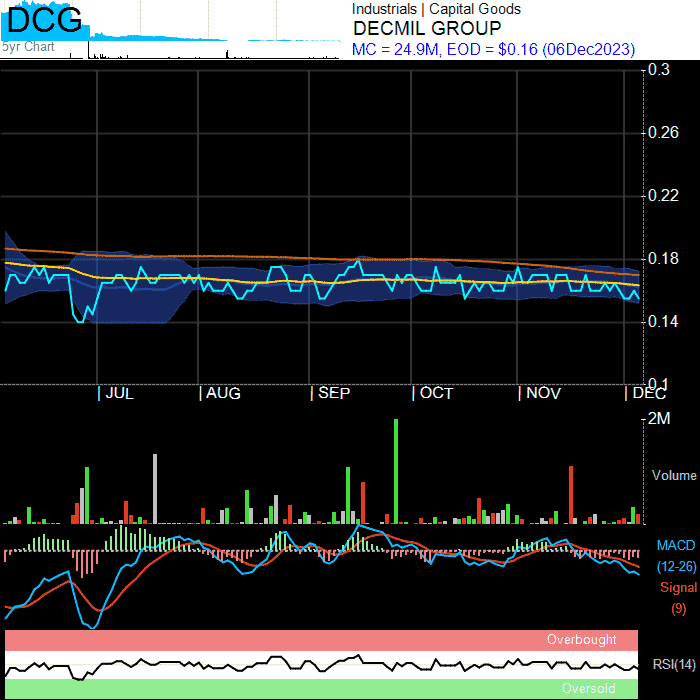 DCG
5yr Chart
Industrials | Capital Goods
DECMIL GROUP
MC = 24.9M, EOD = $0.16 (06Dec2023)
0.3
0.26
0.22
0.18
0.14
0.1
| JUL | AUG | SEP | OCT | NOV | DEC
2M
Volume
MACD
(12-26)
Signal
(9)
Overbought
RSI(14)
Oversold